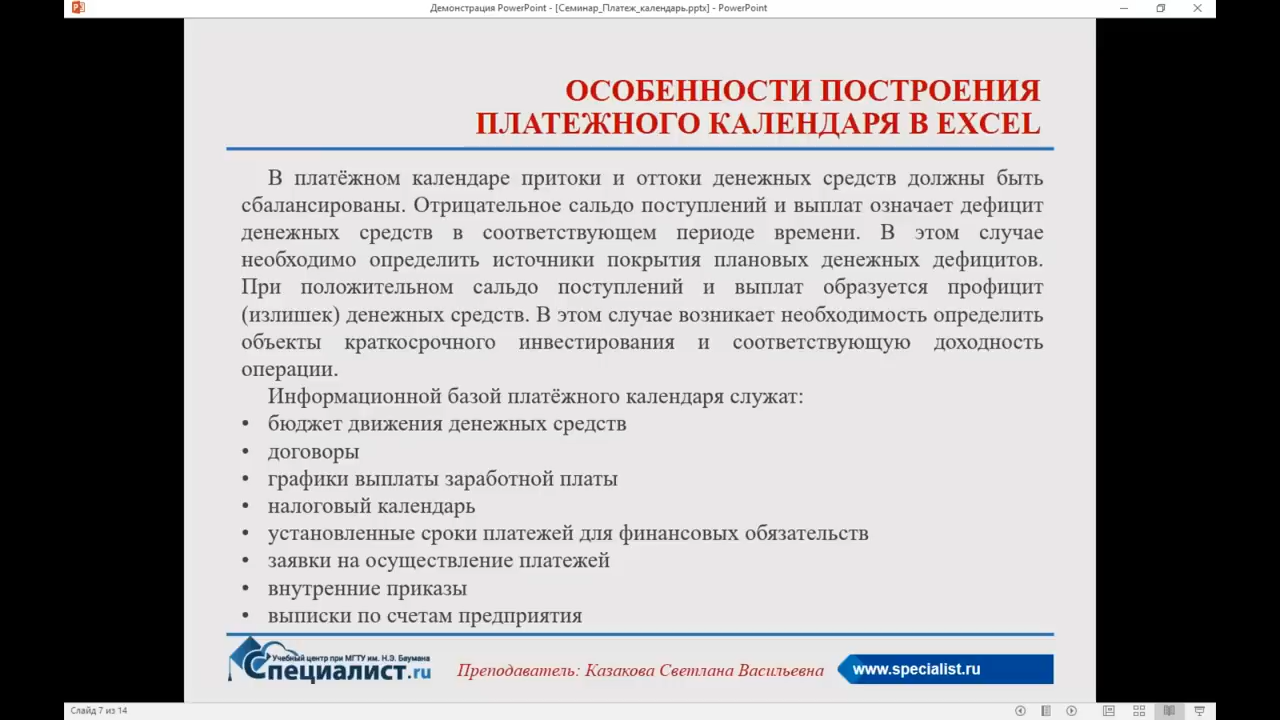 Демонстрация PowerPoint - [Семинар_Платеж_календарь.pptx] - PowerPoint
ОСОБЕННОСТИ ПОСТРОЕНИЯ
ПЛАТЕЖНОГО КАЛЕНДАРЯ В EXCEL
В платёжном календаре притоки и оттоки денежных средств должны быть
сбалансированы. Отрицательное сальдо поступлений и выплат означает дефицит
денежных средств в соответствующем периоде времени. В этом случае
необходимо определить источники покрытия плановых денежных дефицитов.
При положительном сальдо поступлений и выплат образуется профицит
(излишек) денежных средств. В этом случае возникает необходимость определить
объекты краткосрочного инвестирования и соответствующую доходность
операции.
Информационной базой платёжного календаря служат:
• бюджет движения денежных средств
• договоры
• графики выплаты заработной платы
• налоговый календарь
• установленные сроки платежей для финансовых обязательств
• заявки на осуществление платежей
• внутренние приказы
• выписки по счетам предприятия
Учебный центр при МГТУ им. Н.Э. Баумана
Специалист.ru
Преподаватель: Казакова Светлана Васильевна
www.specialist.ru
Слайд 7 из 14